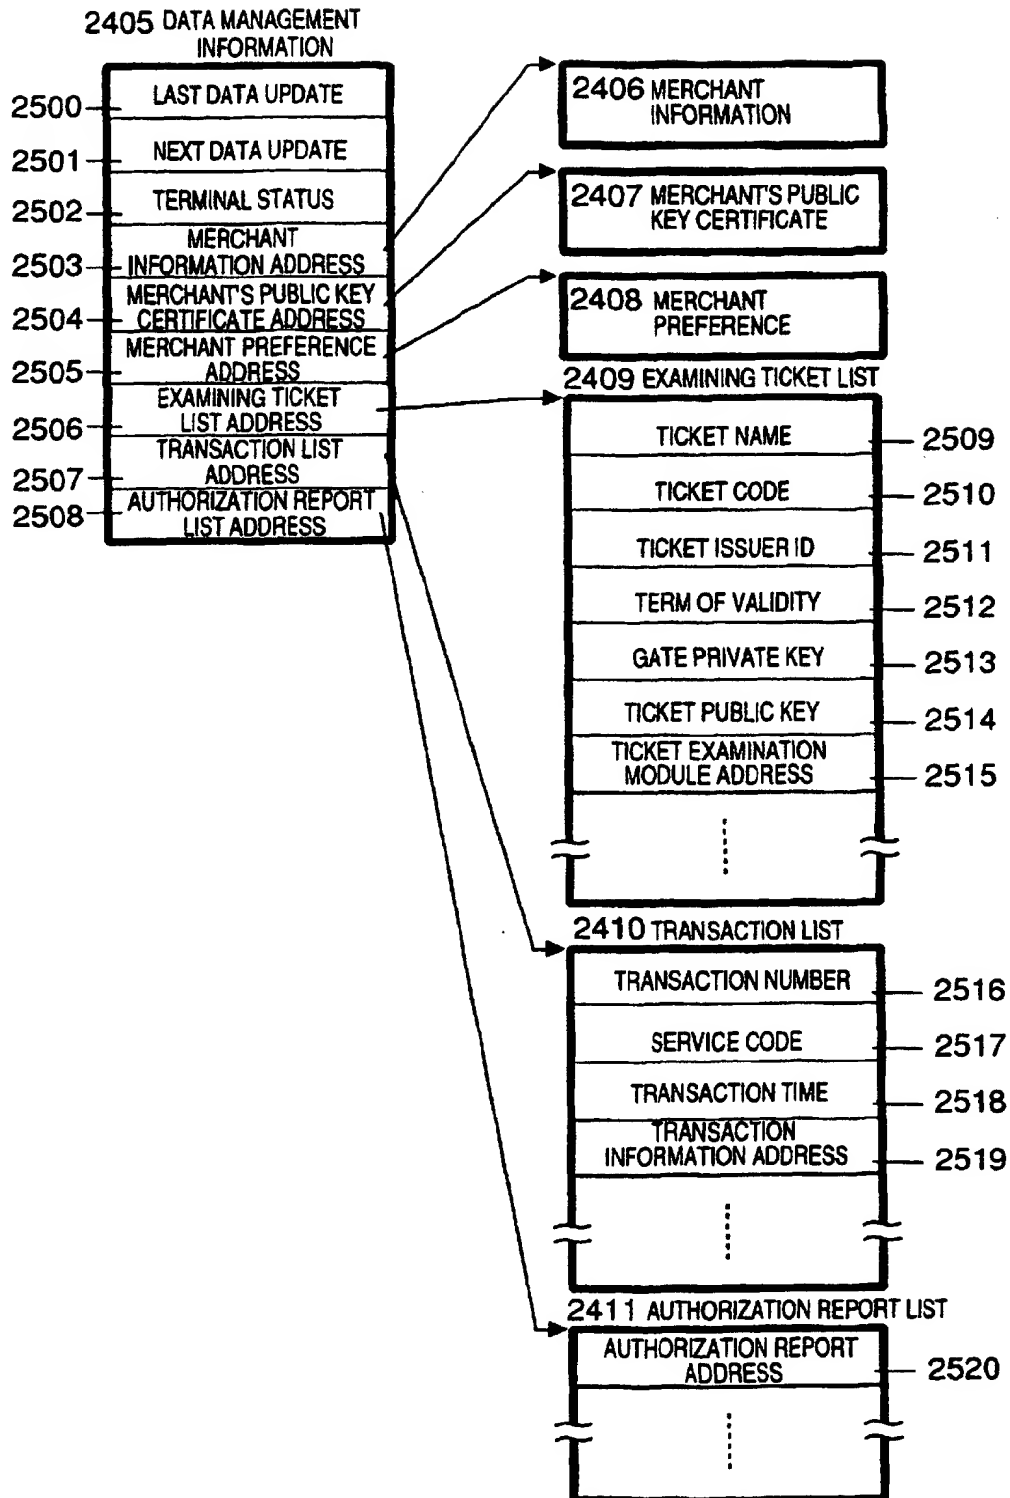 2405 DATA MANAGEMENT
INFORMATION
2500
LAST DATA UPDATE
2501
NEXT DATA UPDATE
2502
TERMINAL STATUS
2503
MERCHANT
INFORMATION ADDRESS
2504
MERCHANT'S PUBLIC KEY
CERTIFICATE ADDRESS
2505
MERCHANT PREFERENCE
ADDRESS
2506
EXAMINING TICKET
LIST ADDRESS
2507
TRANSACTION LIST
ADDRESS
2508
AUTHORIZATION REPORT
LIST ADDRESS
2406 MERCHANT
INFORMATION
2407 MERCHANT'S PUBLIC
KEY CERTIFICATE
2408 MERCHANT
PREFERENCE
2409 EXAMINING TICKET LIST
TICKET NAME
2509
TICKET CODE
2510
TICKET ISSUER ID
2511
TERM OF VALIDITY
2512
GATE PRIVATE KEY
2513
TICKET PUBLIC KEY
2514
TICKET EXAMINATION
MODULE ADDRESS
2515
2410 TRANSACTION LIST
TRANSACTION NUMBER
2516
SERVICE CODE
2517
TRANSACTION TIME
2518
TRANSACTION
INFORMATION ADDRESS
2519
2411 AUTHORIZATION REPORT LIST
AUTHORIZATION REPORT
ADDRESS
2520